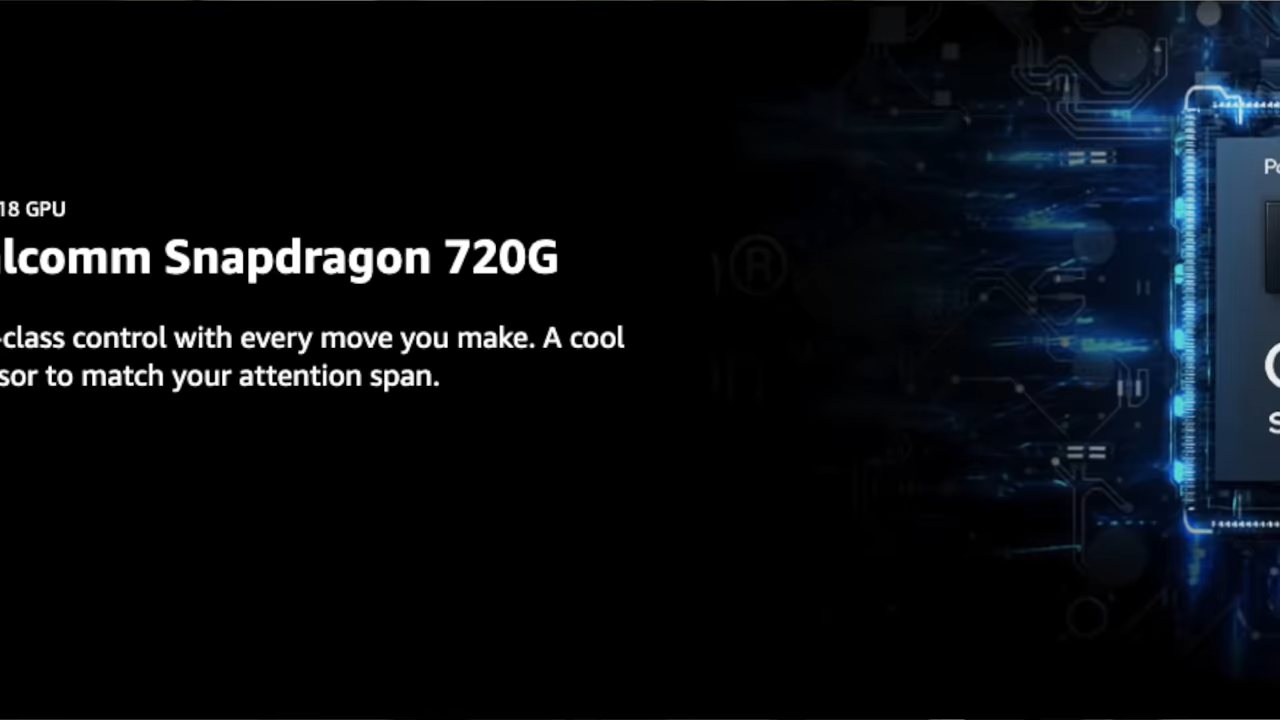 18 GPU
lcomm Snapdragon 720G
-class control with every move you make. A cool
sor to match your attention span.
®